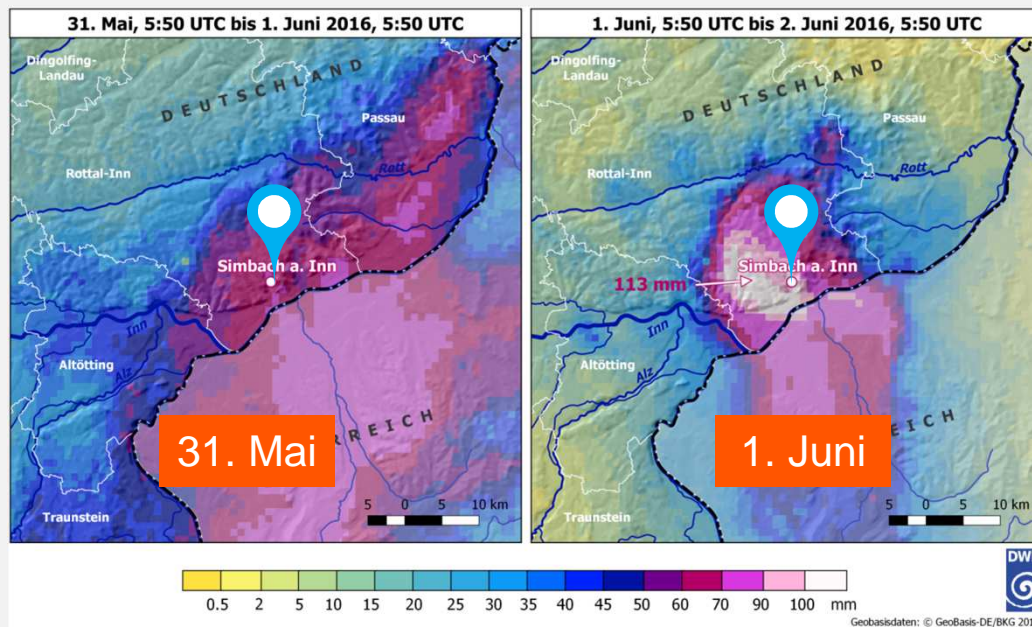 31. Mai, 5:50 UTC bis 1. Juni 2016, 5:50 UTC
Dingolfing-
Landau
DEUTSCHLAND
Passau
Rottal-Inn
Rott
Simbach a. Inn
Inn
Altötting
Alz
RREICH
31. Mai
Traunstein
5 0 5 10 km
1. Juni, 5:50 UTC bis 2. Juni 2016, 5:50 UTC
Dingolfing-
Landau
DEUTSCHLAND
Passau
Rottal-Inn
Rott
Simbach a. Inn
113 mm
Inn
Altötting
Alz
EICH
1. Juni
Traunstein
5 0 5 10 km
0.5 2 5 10 15 20 25 30 35 40 45 50 60 70 90 100 mm
DW
Geobasisdaten: © GeoBasis-DE/BKG 20